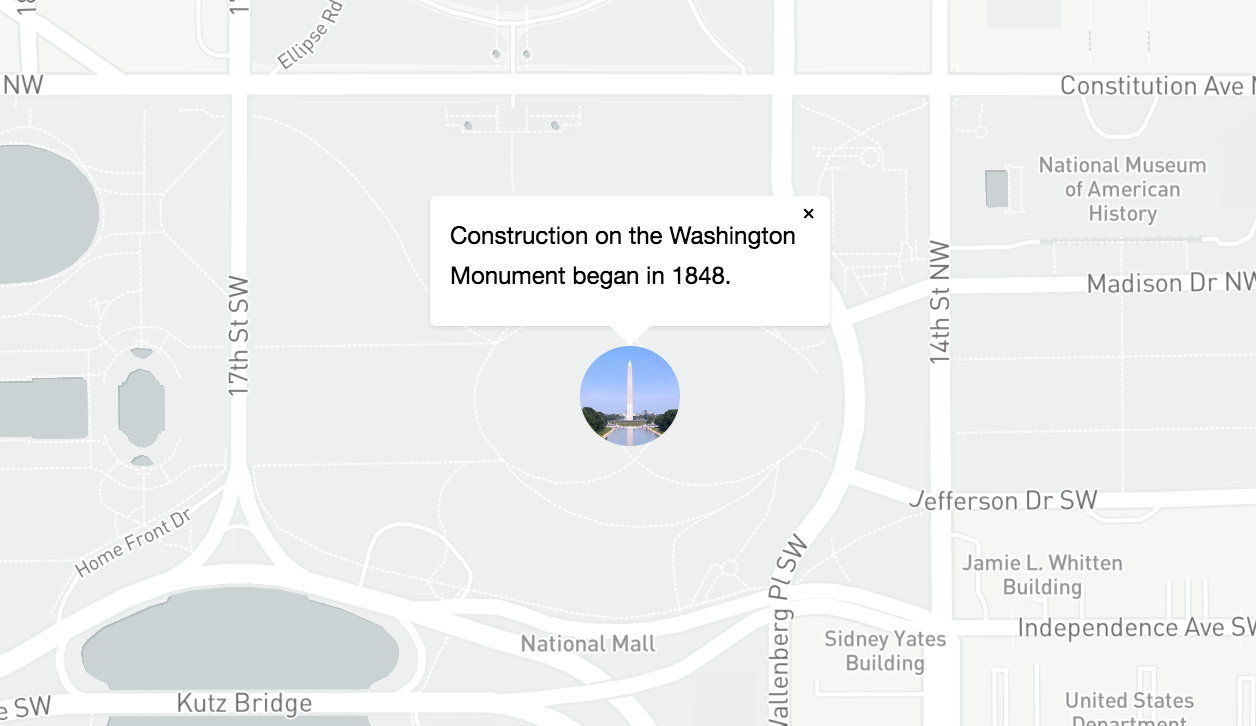 Ellipse Rd
NW
Constitution Ave
National Museum
of American
History
Construction on the Washington
Monument began in 1848.
17th St SW
14th St NW
Madison Dr NW
Jefferson Dr SW
Home Front Dr
Jamie L. Whitten
Building
Independence Ave SW
National Mall
Wallenberg Pl SW
Sidney Yates
Building
SW
Kutz Bridge
United States
Department